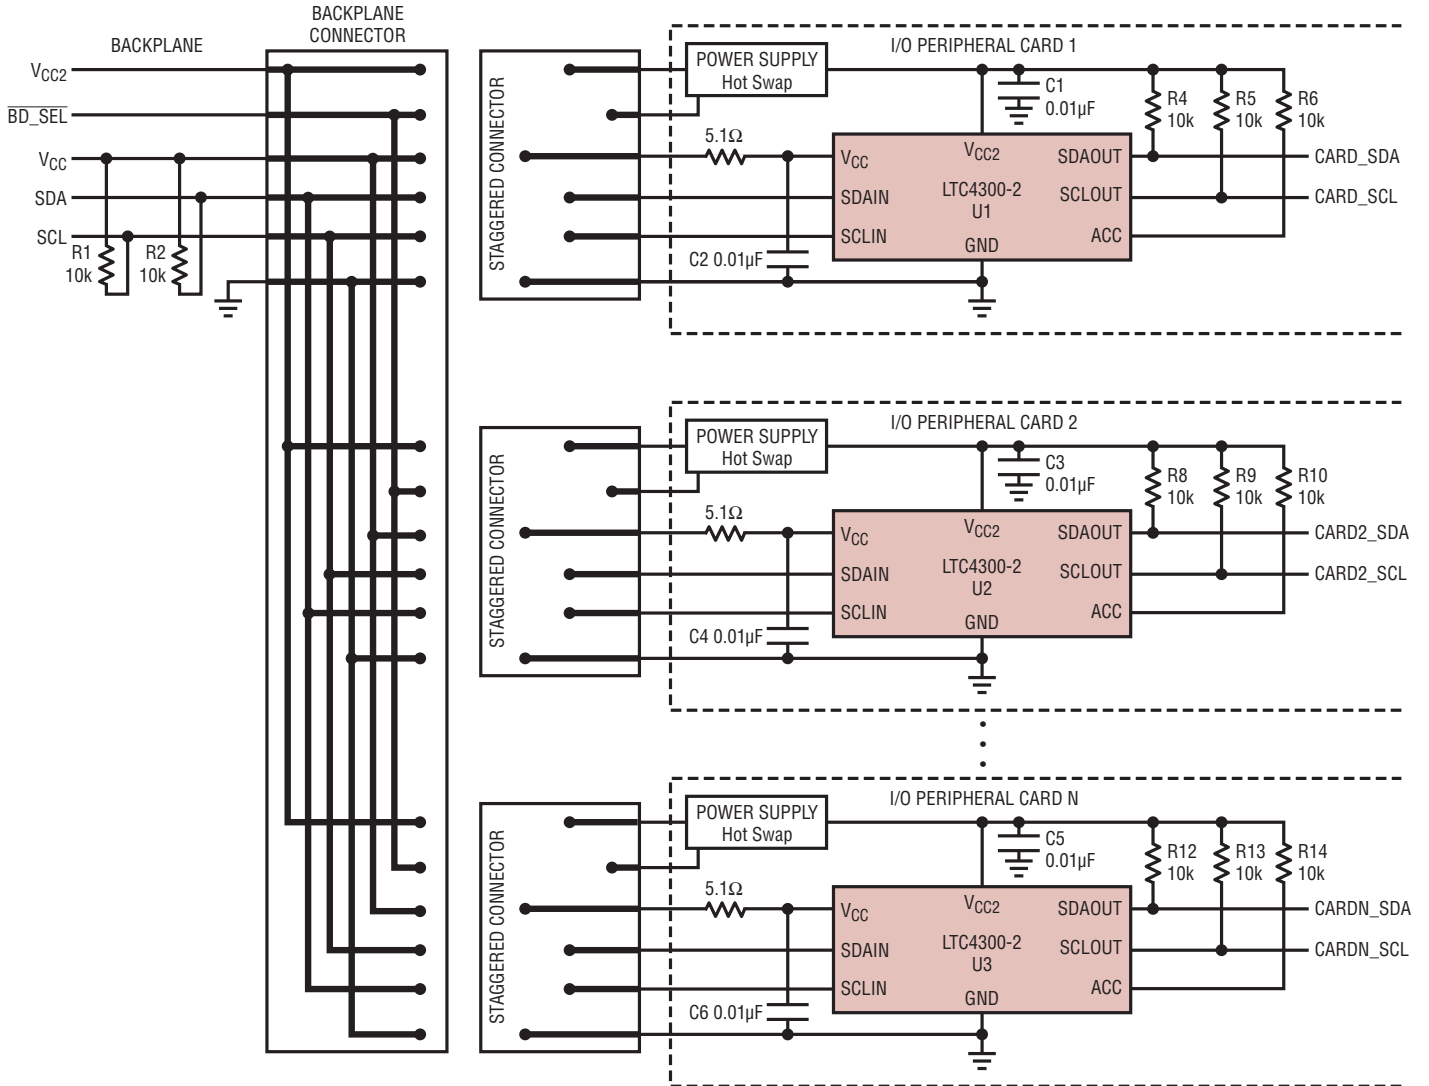 BACKPLANE
BACKPLANE
CONNECTOR
VCC2
BD_SEL
VCC
SDA
SCL
R1
10k
R2
10k
STAGGERED CONNECTOR
I/O PERIPHERAL CARD 1
POWER SUPPLY
Hot Swap
C1
0.01µF
R4
10k
R5
10k
R6
10k
5.1Ω
VCC
VCC2
SDAOUT
CARD_SDA
SDAIN
LTC4300-2
U1
SCLOUT
CARD_SCL
SCLIN
GND
ACC
C2 0.01µF
STAGGERED CONNECTOR
I/O PERIPHERAL CARD 2
POWER SUPPLY
Hot Swap
C3
0.01µF
R8
10k
R9
10k
R10
10k
5.1Ω
VCC
VCC2
SDAOUT
CARD2_SDA
SDAIN
LTC4300-2
U2
SCLOUT
CARD2_SCL
SCLIN
GND
ACC
C4 0.01µF
STAGGERED CONNECTOR
I/O PERIPHERAL CARD N
POWER SUPPLY
Hot Swap
C5
0.01µF
R12
10k
R13
10k
R14
10k
5.1Ω
VCC
VCC2
SDAOUT
CARDN_SDA
SDAIN
LTC4300-2
U3
SCLOUT
CARDN_SCL
SCLIN
GND
ACC
C6 0.01µF